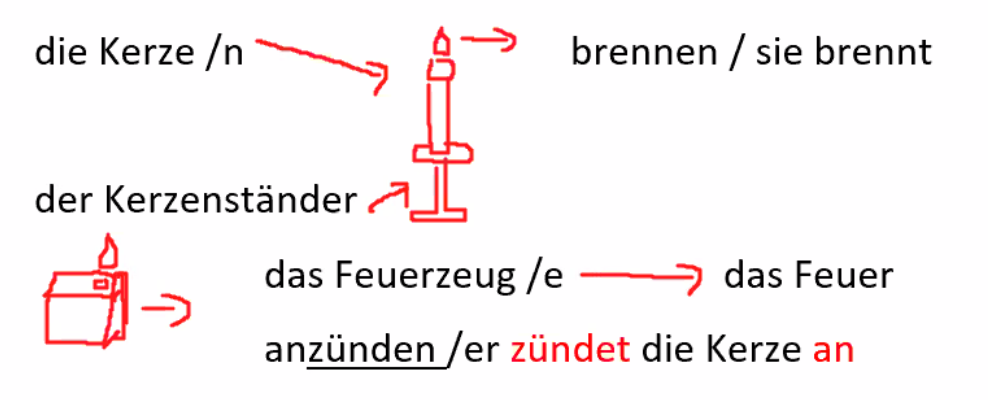 die Kerze /n brennen / sie brennt
der Kerzenständer
das Feuerzeug /e das Feuer
anzünden /er zündet die Kerze an